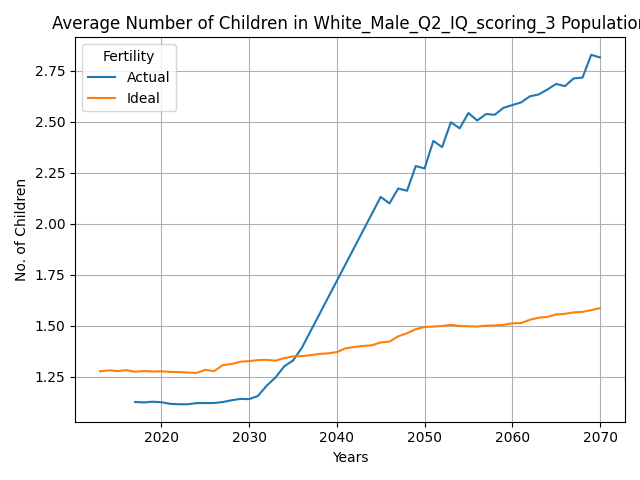 Average Number of Children in White_Male_Q2_IQ_scoring_3 Population
Fertility
Actual
Ideal
2.75
2.50
2.25
2.00
1.75
1.50
1.25
No. of Children
2020 2030 2040 2050 2060 2070
Years